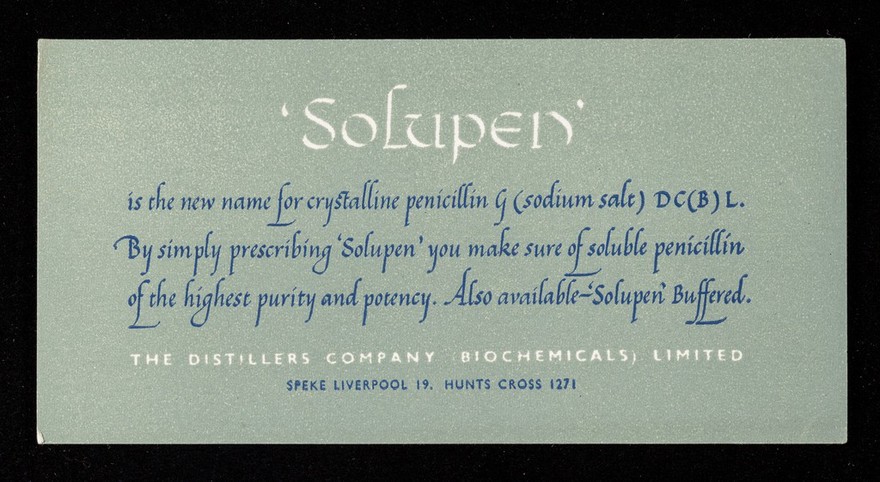 'Solupen'
is the new name for crystalline penicillin G (sodium salt) DC(B)L.
By simply prescribing 'Solupen' you make sure of soluble penicillin
of the highest purity and potency. Also available–'Solupen' Buffered.
THE DISTILLERS COMPANY (BIOCHEMICALS) LIMITED
SPEKE LIVERPOOL 19. HUNTS CROSS 1271